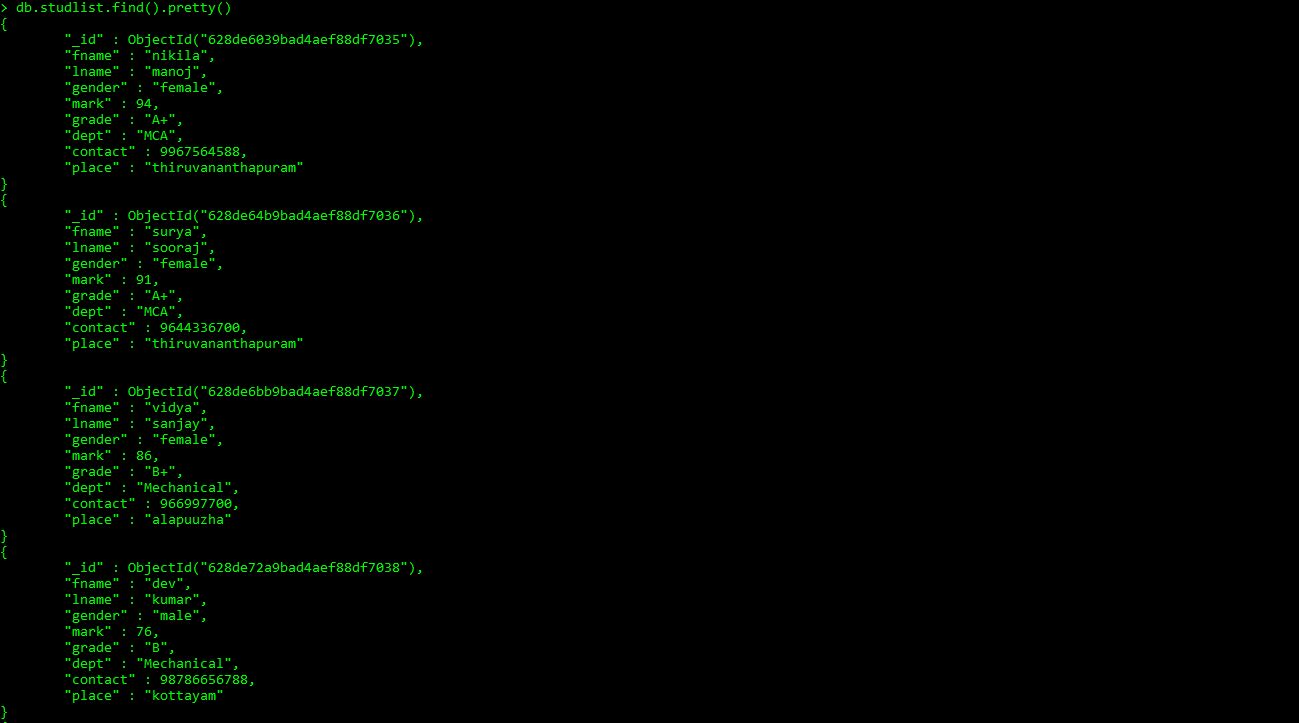 > db.studlist.find().pretty()
{
        "_id" : ObjectId("628de6039bad4aef88df7035"),
        "fname" : "nikila",
        "lname" : "manoj",
        "gender" : "female",
        "mark" : 94,
        "grade" : "A+",
        "dept" : "MCA",
        "contact" : 9967564588,
        "place" : "thiruvananthapuram"
}
{
        "_id" : ObjectId("628de64b9bad4aef88df7036"),
        "fname" : "surya",
        "lname" : "sooraj",
        "gender" : "female",
        "mark" : 91,
        "grade" : "A+",
        "dept" : "MCA",
        "contact" : 9644336700,
        "place" : "thiruvananthapuram"
}
{
        "_id" : ObjectId("628de6bb9bad4aef88df7037"),
        "fname" : "vidya",
        "lname" : "sanjay",
        "gender" : "female",
        "mark" : 86,
        "grade" : "B+",
        "dept" : "Mechanical",
        "contact" : 966997700,
        "place" : "alapuuzha"
}
{
        "_id" : ObjectId("628de72a9bad4aef88df7038"),
        "fname" : "dev",
        "lname" : "kumar",
        "gender" : "male",
        "mark" : 76,
        "grade" : "B",
        "dept" : "Mechanical",
        "contact" : 98786656788,
        "place" : "kottayam"
}